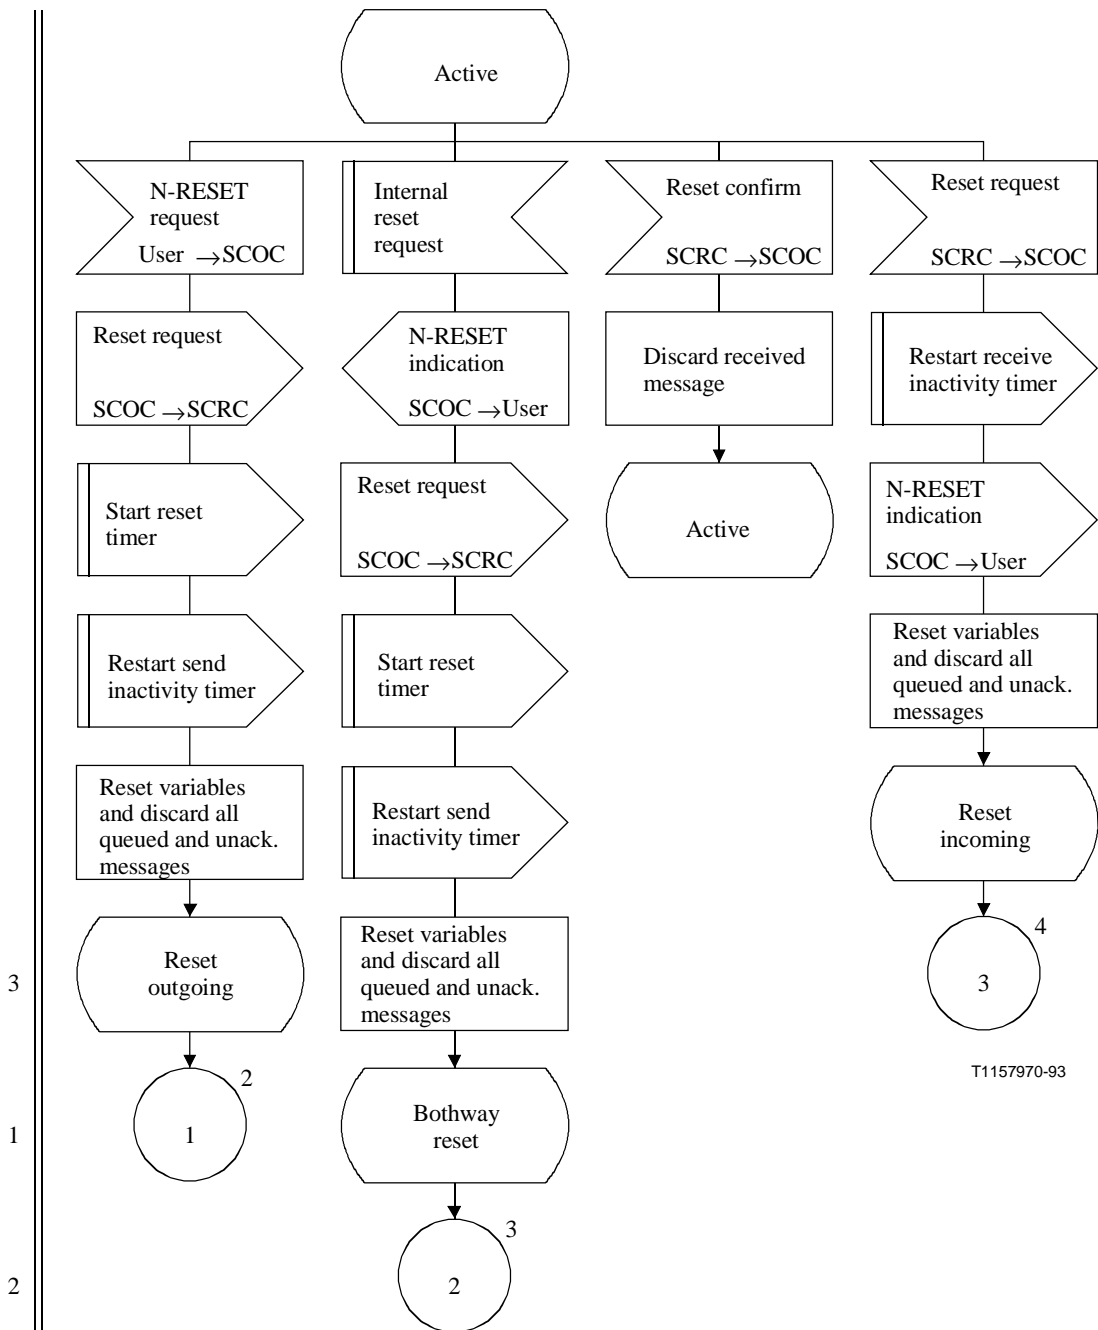 Active
N-RESET
request
User →SCOC
Internal
reset
request
Reset confirm
SCRC →SCOC
Reset request
SCRC →SCOC
Reset request
SCOC →SCRC
N-RESET
indication
SCOC →User
Discard received
message
Restart receive
inactivity timer
Start reset
timer
Reset request
SCOC →SCRC
Active
N-RESET
indication
SCOC →User
Restart send
inactivity timer
Start reset
timer
Reset variables
and discard all
queued and unack.
messages
Reset variables
and discard all
queued and unack.
messages
Restart send
inactivity timer
Reset
incoming
3
Reset
outgoing
Reset variables
and discard all
queued and unack.
messages
4
3
T1157970-93
1
2
1
Bothway
reset
2
3
2